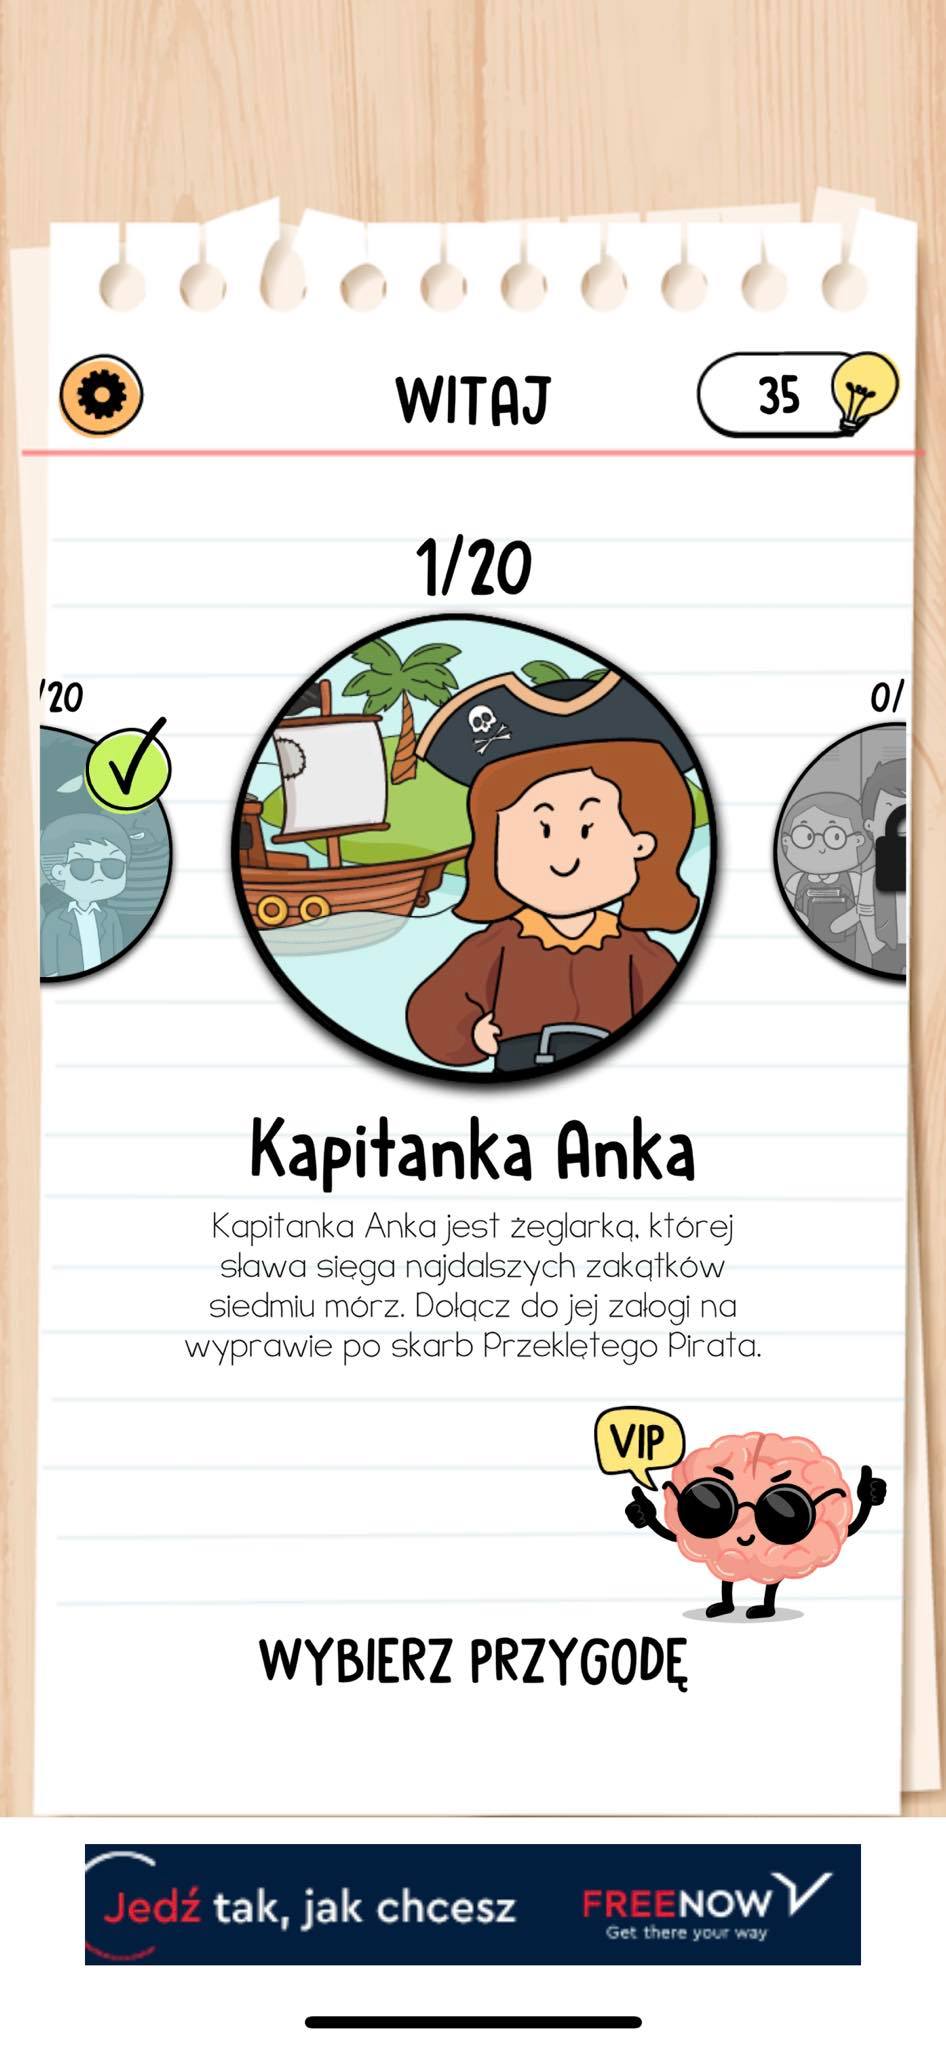 WITAJ
35
1/20
/20
0/
Kapitanka Anka
Kapitanka Anka jest żeglarką, której
sława sięga najdalszych zakątków
siedmiu mórz. Dołącz do jej załogi na
wyprawie po skarb Przeklętego Pirata.
VIP
WYBIERZ PRZYGODĘ
Jedź tak, jak chcesz
FREENOW
Get there your way